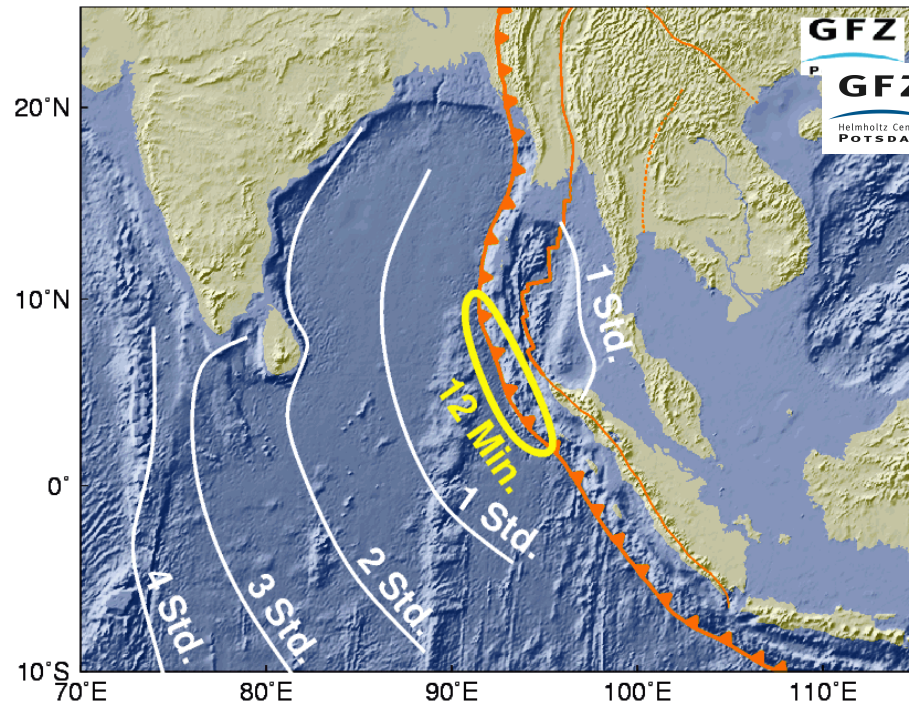 GFZ
P
GFZ
Helmholtz Cen
POTSDA
20°N
10°N
0°
10°S
1 Std.
12 Min.
1 Std.
2 Std.
3 Std.
4 Std.
70°E
80°E
90°E
100°E
110°E